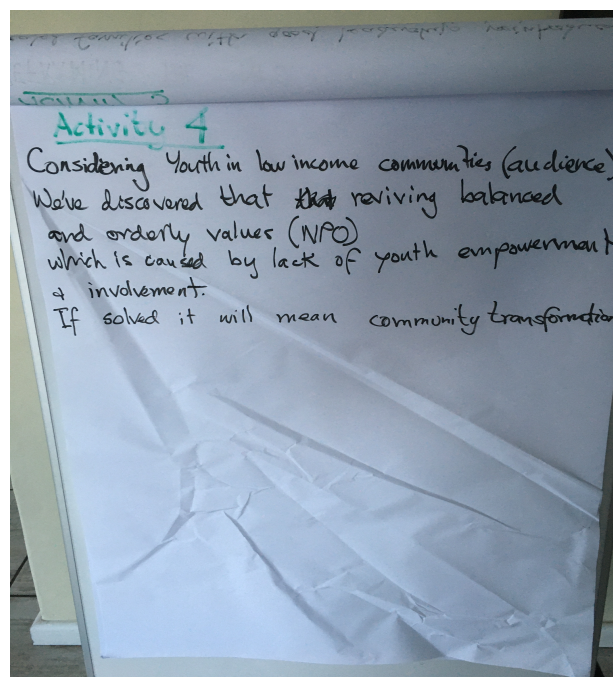 Activity 4
Considering Youth in low income communities (audience)
We've discovered that reviving balanced
and orderly values (NPO)
which is caused by lack of youth empowerment
& involvement.
If solved it will mean community transformation